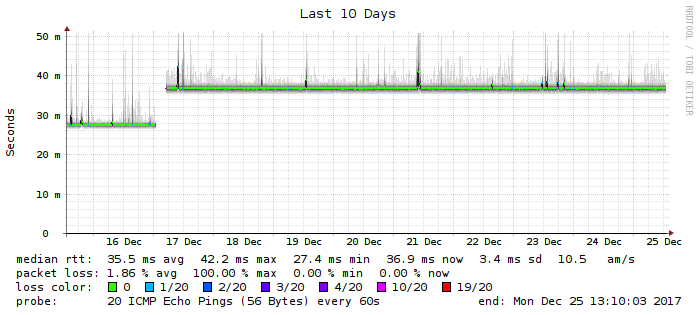 Last 10 Days
RRDTOOL / TOBI OETIKER
Seconds
50 m
40 m
30 m
20 m
10 m
0
16 Dec 17 Dec 18 Dec 19 Dec 20 Dec 21 Dec 22 Dec 23 Dec 24 Dec 25 Dec
median rtt: 35.5 ms avg 42.2 ms max 27.4 ms min 36.9 ms now 3.4 ms sd 10.5 am/s
packet loss: 1.86 % avg 100.00 % max 0.00 % min 0.00 % now
loss color: 0 1/20 2/20 3/20 4/20 10/20 19/20
probe: 20 ICMP Echo Pings (56 Bytes) every 60s end: Mon Dec 25 13:10:03 2017